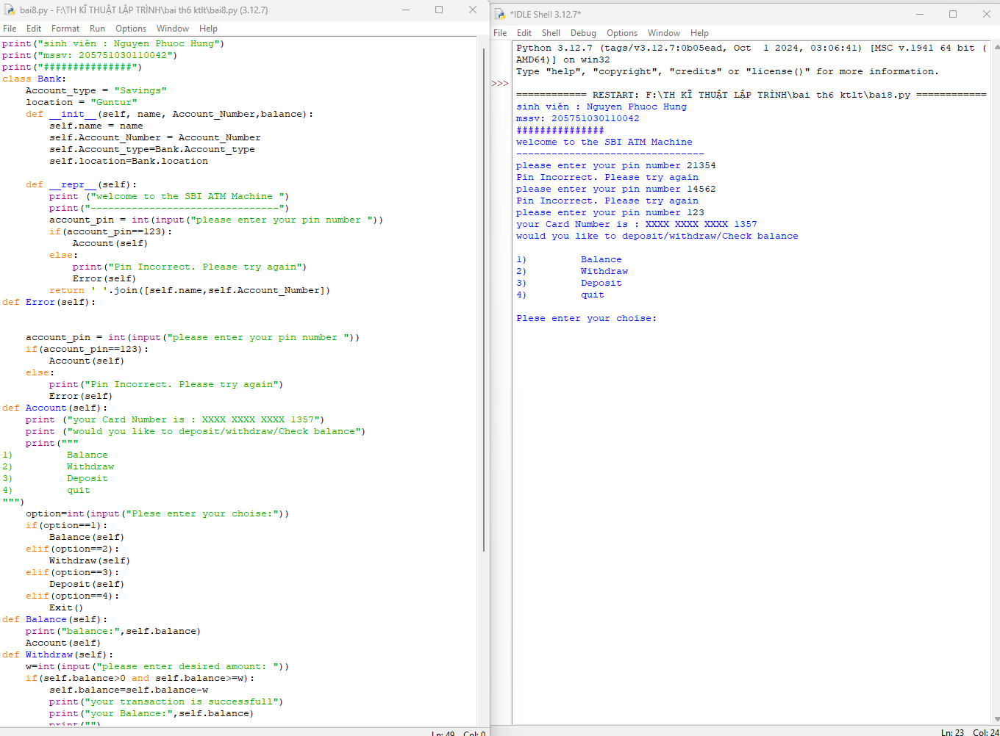 bai8.py - F:\TH KĨ THUẬT LẬP TRÌNH\bai th6 ktlt\bai8.py (3.12.7)
File Edit Format Run Options Window Help
print("sinh viên : Nguyen Phuoc Hung")
print("mssv: 205751030110042")
print("###############")
class Bank:
    Account_type = "Savings"
    location = "Guntur"
    def __init__(self, name, Account_Number,balance):
        self.name = name
        self.Account_Number = Account_Number
        self.Account_type=Bank.Account_type
        self.location=Bank.location

    def __repr__(self):
        print ("welcome to the SBI ATM Machine ")
        print("--------------------------------")
        account_pin = int(input("please enter your pin number "))
        if(account_pin==123):
            Account(self)
        else:
            print("Pin Incorrect. Please try again")
            Error(self)
        return ' '.join([self.name,self.Account_Number])
def Error(self):


    account_pin = int(input("please enter your pin number "))
    if(account_pin==123):
        Account(self)
    else:
        print("Pin Incorrect. Please try again")
        Error(self)
def Account(self):
    print ("your Card Number is : XXXX XXXX XXXX 1357")
    print ("would you like to deposit/withdraw/Check balance")
    print("""
1)         Balance
2)         Withdraw
3)         Deposit
4)         quit
""")
    option=int(input("Plese enter your choise:"))
    if(option==1):
        Balance(self)
    elif(option==2):
        Withdraw(self)
    elif(option==3):
        Deposit(self)
    elif(option==4):
        Exit()
def Balance(self):
    print("balance:",self.balance)
    Account(self)
def Withdraw(self):
    w=int(input("please enter desired amount: "))
    if(self.balance>0 and self.balance>=w):
        self.balance=self.balance-w
        print("your transaction is successfull")
        print("your Balance:",self.balance)
        print("")
Ln: 49 Col: 0
*IDLE Shell 3.12.7*
File Edit Shell Debug Options Window Help
Python 3.12.7 (tags/v3.12.7:0b05ead, Oct  1 2024, 03:06:41) [MSC v.1941 64 bit (
AMD64)] on win32
Type "help", "copyright", "credits" or "license()" for more information.
>>>
============ RESTART: F:\TH KĨ THUẬT LẬP TRÌNH\bai th6 ktlt\bai8.py ============
sinh viên : Nguyen Phuoc Hung
mssv: 205751030110042
###############
welcome to the SBI ATM Machine
--------------------------------
please enter your pin number 21354
Pin Incorrect. Please try again
please enter your pin number 14562
Pin Incorrect. Please try again
please enter your pin number 123
your Card Number is : XXXX XXXX XXXX 1357
would you like to deposit/withdraw/Check balance

1)         Balance
2)         Withdraw
3)         Deposit
4)         quit

Plese enter your choise:
Ln: 23 Col: 24